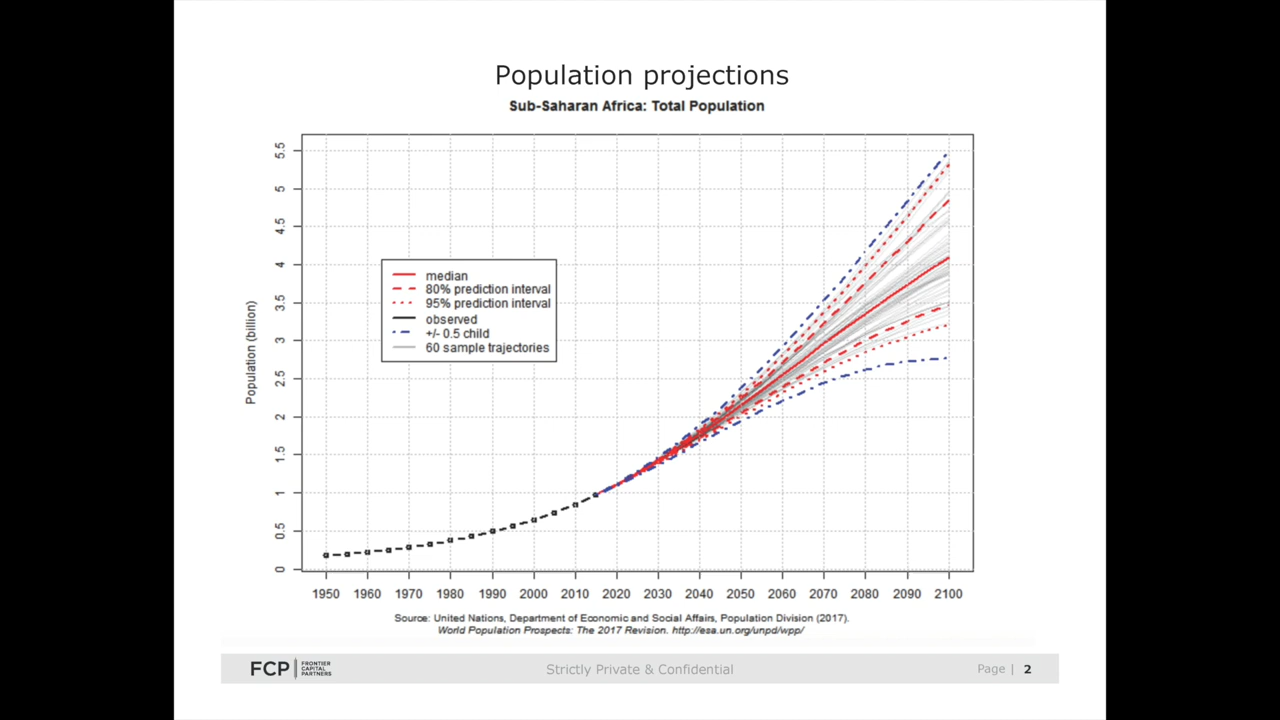 Population projections
Sub-Saharan Africa: Total Population
5.5
5
4.5
4
3.5
3
2.5
2
1.5
1
0.5
0
Population (billion)
median
80% prediction interval
95% prediction interval
observed
+/- 0.5 child
60 sample trajectories
1950 1960 1970 1980 1990 2000 2010 2020 2030 2040 2050 2060 2070 2080 2090 2100
Source: United Nations, Department of Economic and Social Affairs, Population Division (2017).
World Population Prospects: The 2017 Revision. http://esa.un.org/unpd/wpp/
FCP
FRONTIER
CAPITAL
PARTNERS
Strictly Private & Confidential
Page | 2